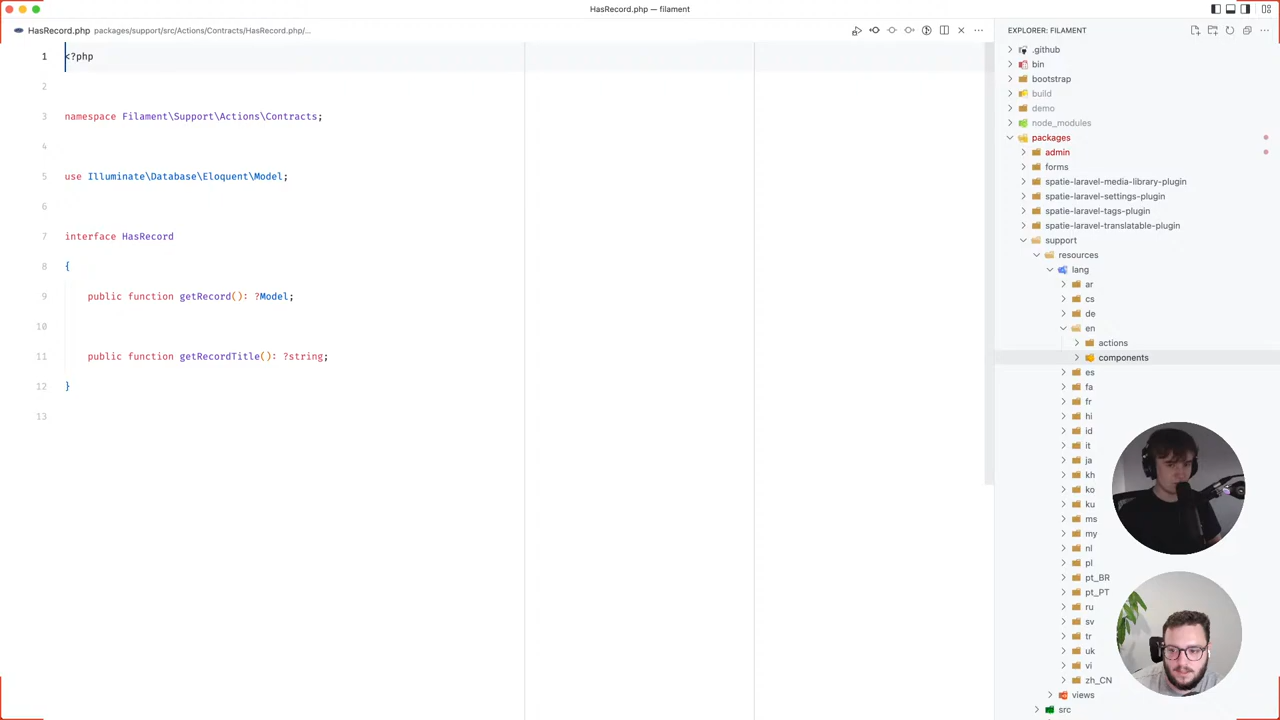 HasRecord.php — filament
HasRecord.php packages/support/src/Actions/Contracts/HasRecord.php/...
1 <?php
2
3 namespace Filament\Support\Actions\Contracts;
4
5 use Illuminate\Database\Eloquent\Model;
6
7 interface HasRecord
8 {
9 public function getRecord(): ?Model;
10
11 public function getRecordTitle(): ?string;
12 }
13
EXPLORER: FILAMENT
.github
bin
bootstrap
build
demo
node_modules
packages
admin
forms
spatie-laravel-media-library-plugin
spatie-laravel-settings-plugin
spatie-laravel-tags-plugin
spatie-laravel-translatable-plugin
support
resources
lang
ar
cs
de
en
actions
components
es
fa
fr
hi
id
it
ja
kh
ko
ku
ms
my
nl
pl
pt_BR
pt_PT
ru
sv
tr
uk
vi
zh_CN
views
src